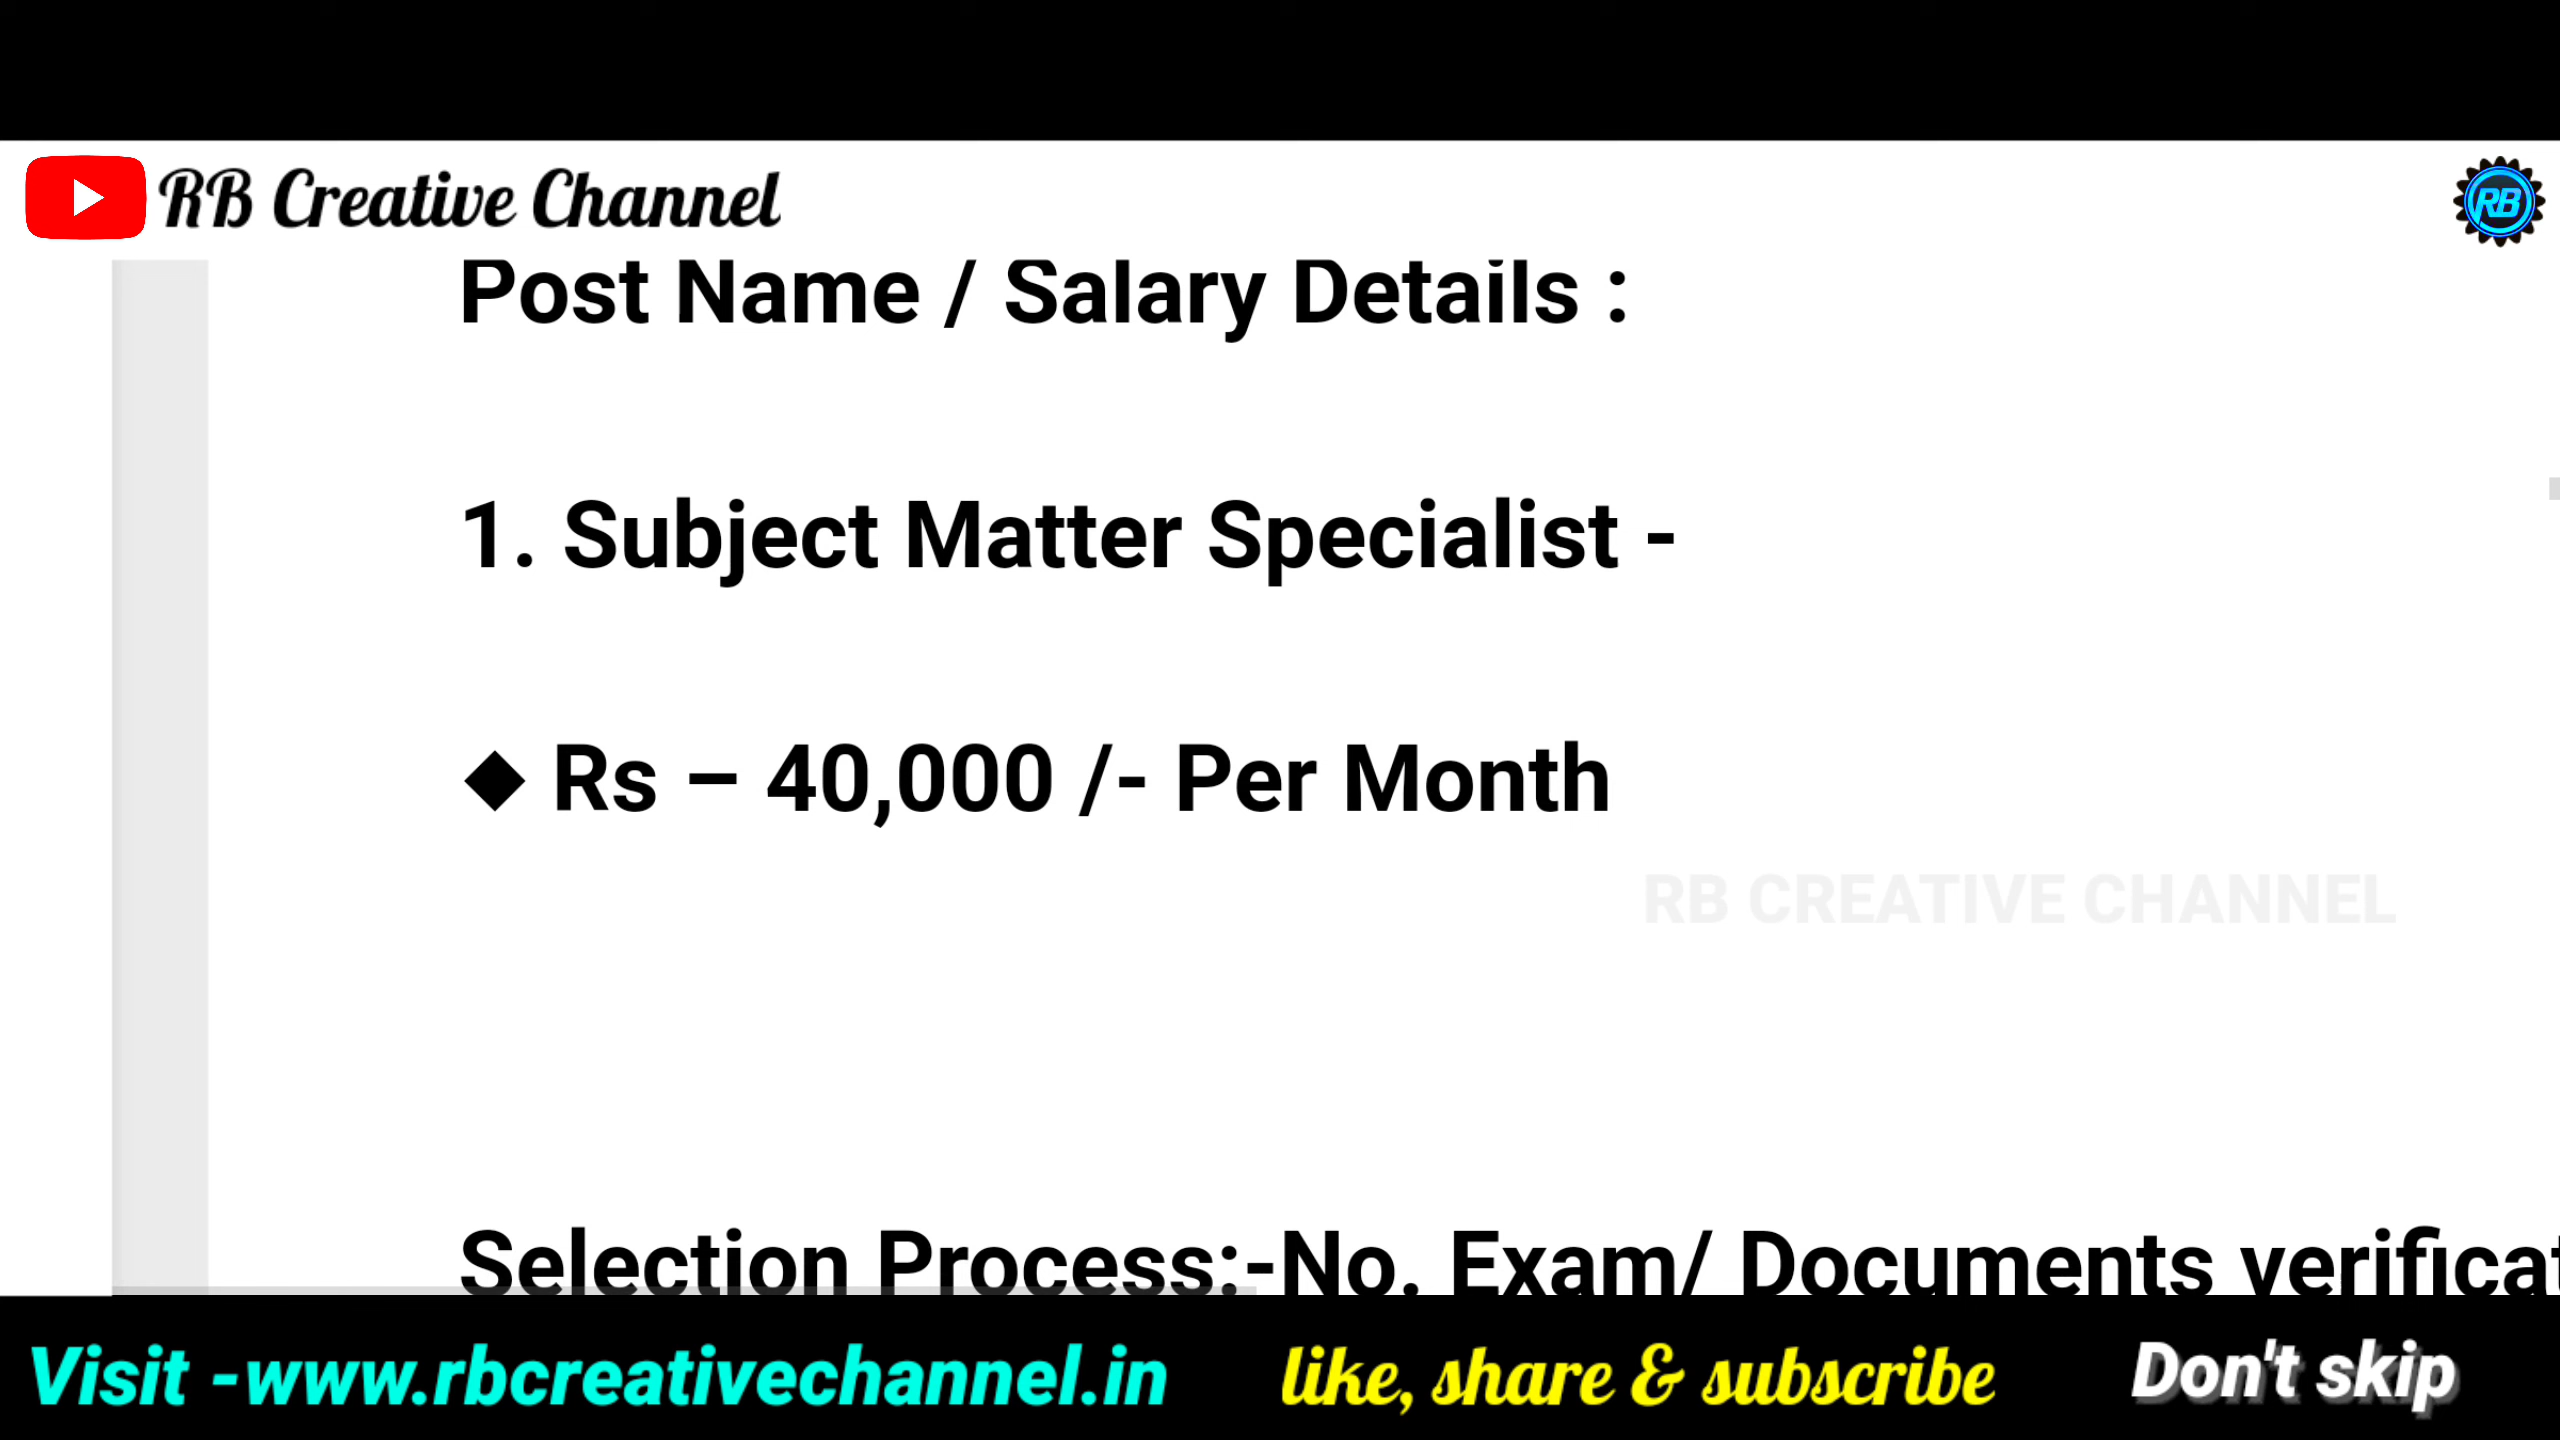 RB Creative Channel
RB
Post Name / Salary Details :
1. Subject Matter Specialist -
◆ Rs – 40,000 /- Per Month
RB CREATIVE CHANNEL
Selection Process:-No. Exam/ Documents verificat
Visit -www.rbcreativechannel.in like, share & subscribe Don't skip